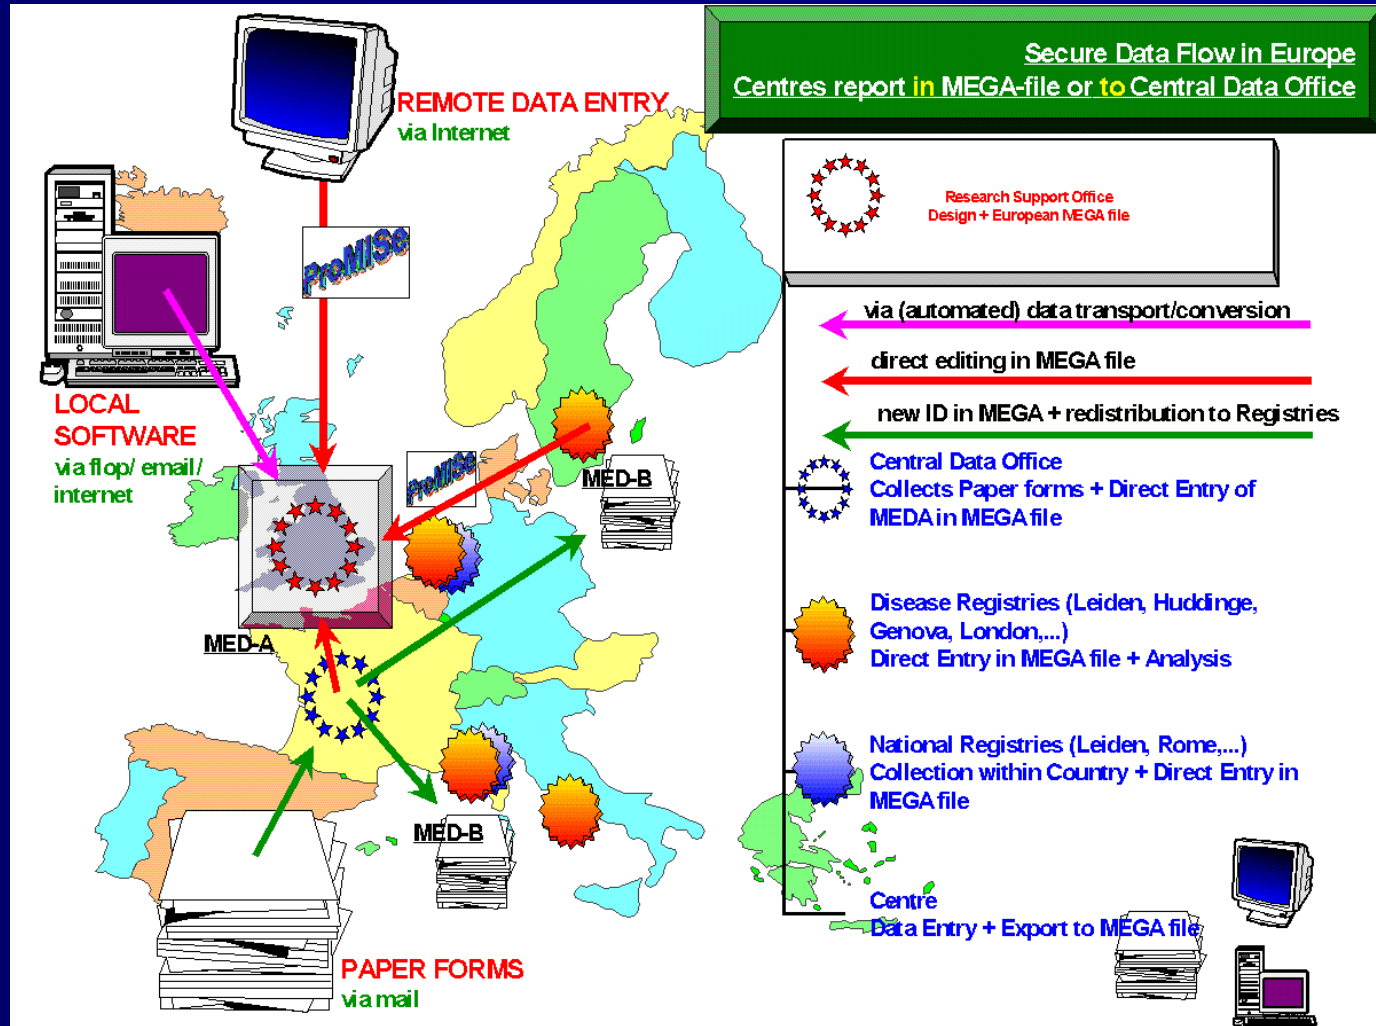 Secure Data Flow in Europe
Centres report in MEGA-file or to Central Data Office
REMOTE DATA ENTRY
via Internet
ProMISe
LOCAL
SOFTWARE
via flop/ email/
internet
ProMISe
MED-B
MED-A
MED-B
PAPER FORMS
via mail
Research Support Office
Design + European MEGA file
via (automated) data transport/conversion
direct editing in MEGA file
new ID in MEGA + redistribution to Registries
Central Data Office
Collects Paper forms + Direct Entry of
MEDA in MEGA file
Disease Registries (Leiden, Huddinge,
Genova, London,...)
Direct Entry in MEGA file + Analysis
National Registries (Leiden, Rome,...)
Collection within Country + Direct Entry in
MEGA file
Centre
Data Entry + Export to MEGA file